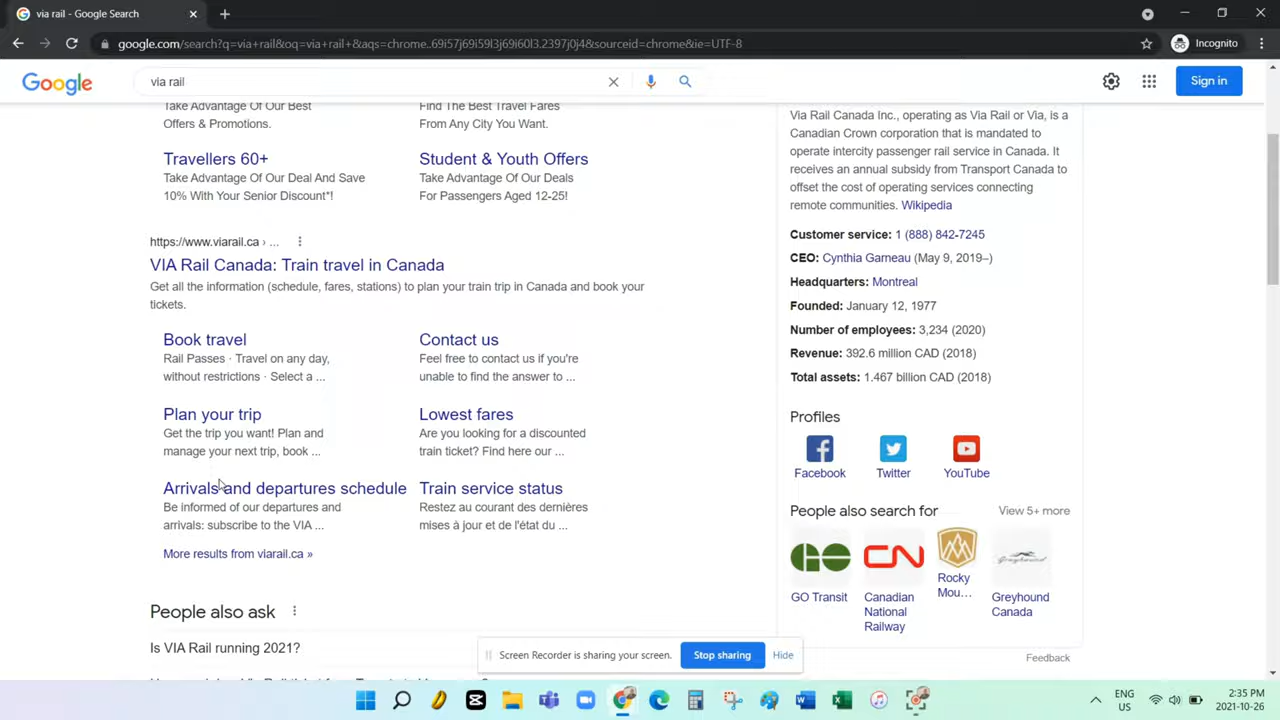 via rail - Google Search
google.com/search?q=via+rail&oq=via+rail+&aqs=chrome..69i57j69i59l3j69i60l3.2397j0j4&sourceid=chrome&ie=UTF-8
Incognito
Google
via rail
Sign in
Take Advantage Of Our Best
Offers & Promotions.
Find The Best Travel Fares
From Any City You Want.
Travellers 60+
Take Advantage Of Our Deal And Save
10% With Your Senior Discount*!
Student & Youth Offers
Take Advantage Of Our Deals
For Passengers Aged 12-25!
https://www.viarail.ca › ...
VIA Rail Canada: Train travel in Canada
Get all the information (schedule, fares, stations) to plan your train trip in Canada and book your
tickets.
Book travel
Rail Passes · Travel on any day,
without restrictions · Select a ...
Contact us
Feel free to contact us if you're
unable to find the answer to ...
Plan your trip
Get the trip you want! Plan and
manage your next trip, book ...
Lowest fares
Are you looking for a discounted
train ticket? Find here our ...
Arrivals and departures schedule
Be informed of our departures and
arrivals: subscribe to the VIA ...
Train service status
Restez au courant des dernières
mises à jour et de l'état du ...
More results from viarail.ca »
People also ask
Is VIA Rail running 2021?
Via Rail Canada Inc., operating as Via Rail or Via, is a
Canadian Crown corporation that is mandated to
operate intercity passenger rail service in Canada. It
receives an annual subsidy from Transport Canada to
offset the cost of operating services connecting
remote communities. Wikipedia
Customer service: 1 (888) 842-7245
CEO: Cynthia Garneau (May 9, 2019–)
Headquarters: Montreal
Founded: January 12, 1977
Number of employees: 3,234 (2020)
Revenue: 392.6 million CAD (2018)
Total assets: 1.467 billion CAD (2018)
Profiles
Facebook
Twitter
YouTube
People also search for
View 5+ more
GO Transit
CN
Canadian
National
Railway
Rocky
Mou...
Greyhound
Canada
Feedback
Screen Recorder is sharing your screen.
Stop sharing
Hide
ENG
US
2:35 PM
2021-10-26